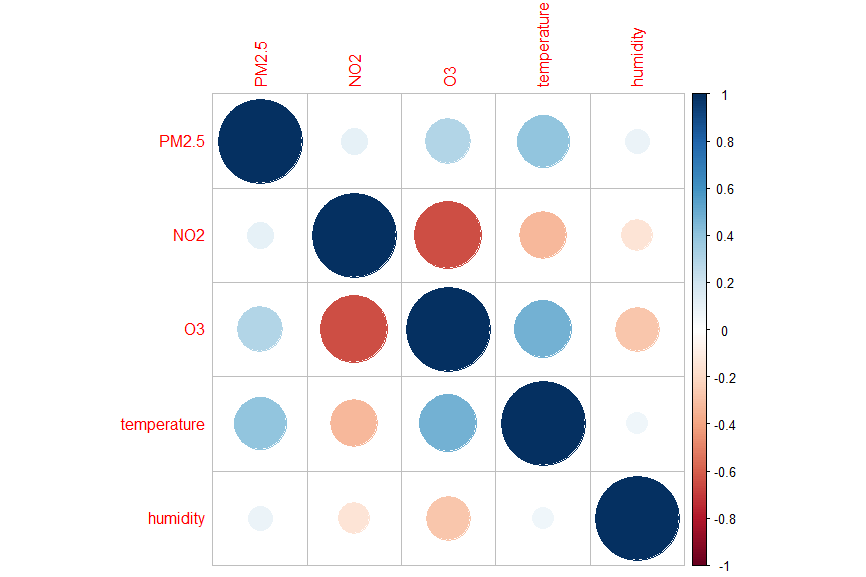 PM2.5
NO2
O3
temperature
humidity
PM2.5
NO2
O3
temperature
humidity
1
0.8
0.6
0.4
0.2
0
-0.2
-0.4
-0.6
-0.8
-1